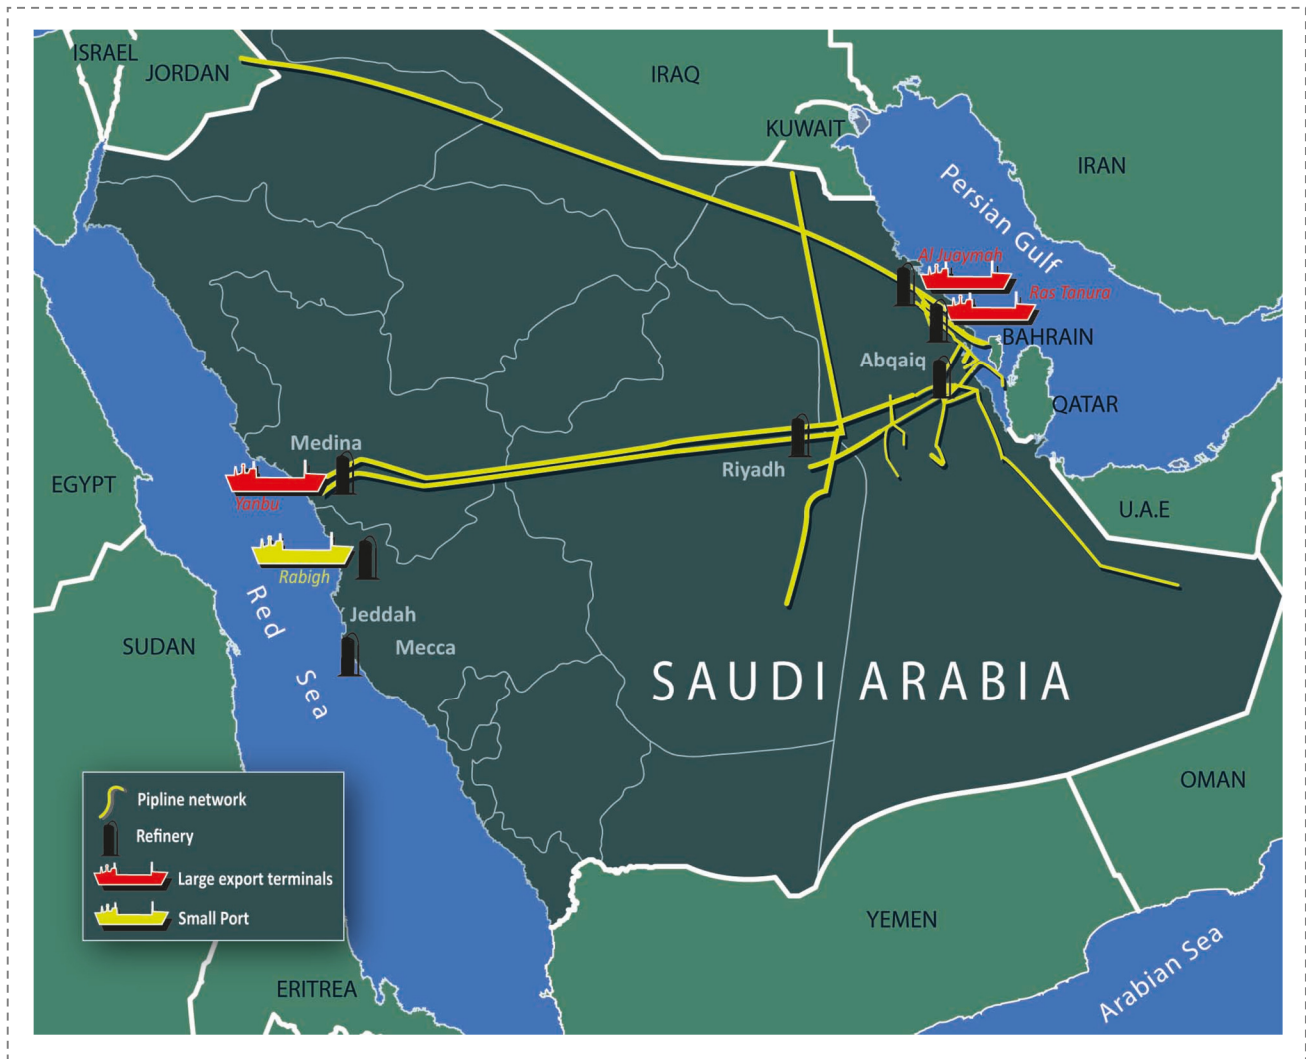 ISRAEL
JORDAN
IRAQ
KUWAIT
IRAN
Persian Gulf
Al Juaymah
Ras Tanura
BAHRAIN
Abqaiq
QATAR
Medina
Riyadh
EGYPT
Yanbu
U.A.E
Rabigh
Red Sea
Jeddah
Mecca
SUDAN
SAUDI ARABIA
OMAN
Pipline network
Refinery
Large export terminals
Small Port
YEMEN
Arabian Sea
ERITREA